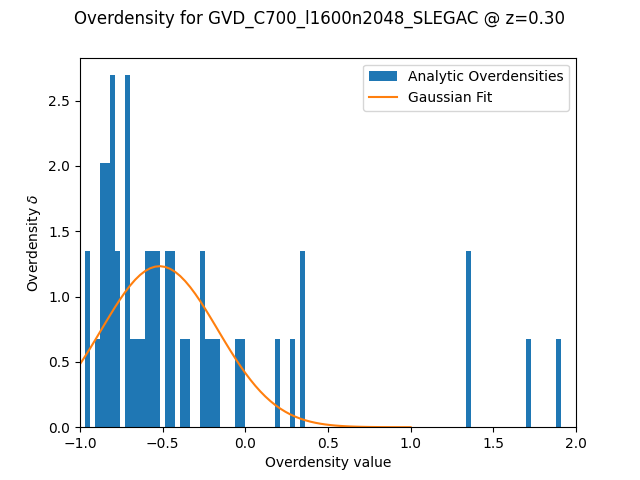 Overdensity for GVD_C700_l1600n2048_SLEGAC @ z=0.30
Analytic Overdensities
Gaussian Fit
Overdensity δ
2.5
2.0
1.5
1.0
0.5
0.0
−1.0 −0.5 0.0 0.5 1.0 1.5 2.0
Overdensity value